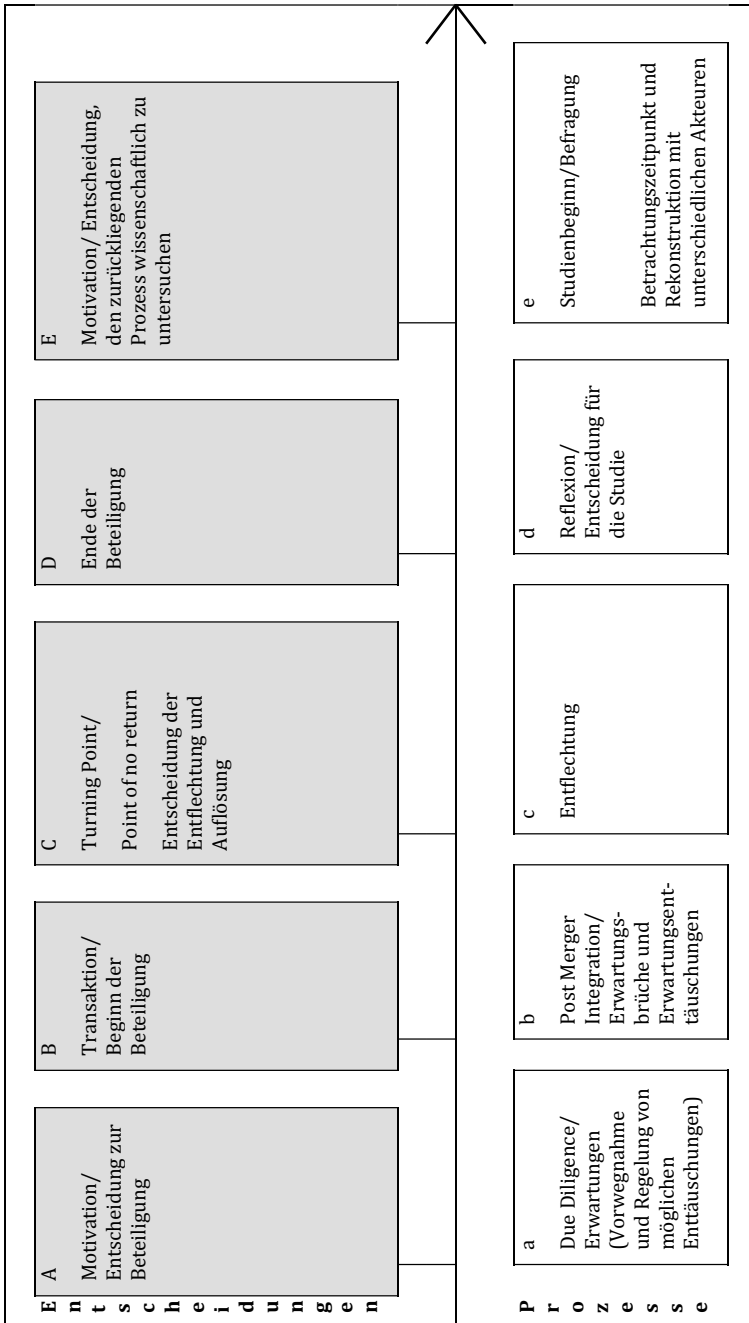 E
n
t
s
c
h
e
i
d
u
n
g
e
n
A
Motivation/
Entscheidung zur
Beteiligung
B
Transaktion/
Beginn der
Beteiligung
C
Turning Point/
Point of no return
Entscheidung der
Entflechtung und
Auflösung
D
Ende der
Beteiligung
E
Motivation/ Entscheidung,
den zurückliegenden
Prozess wissenschaftlich zu
untersuchen
P
r
o
z
e
s
s
e
a
Due Diligence/
Erwartungen
(Vorwegnahme
und Regelung von
möglichen
Enttäuschungen)
b
Post Merger
Integration/
Erwartungs-
brüche und
Erwartungsent-
täuschungen
c
Entflechtung
d
Reflexion/
Entscheidung für
die Studie
e
Studienbeginn/Befragung
Betrachtungszeitpunkt und
Rekonstruktion mit
unterschiedlichen Akteuren